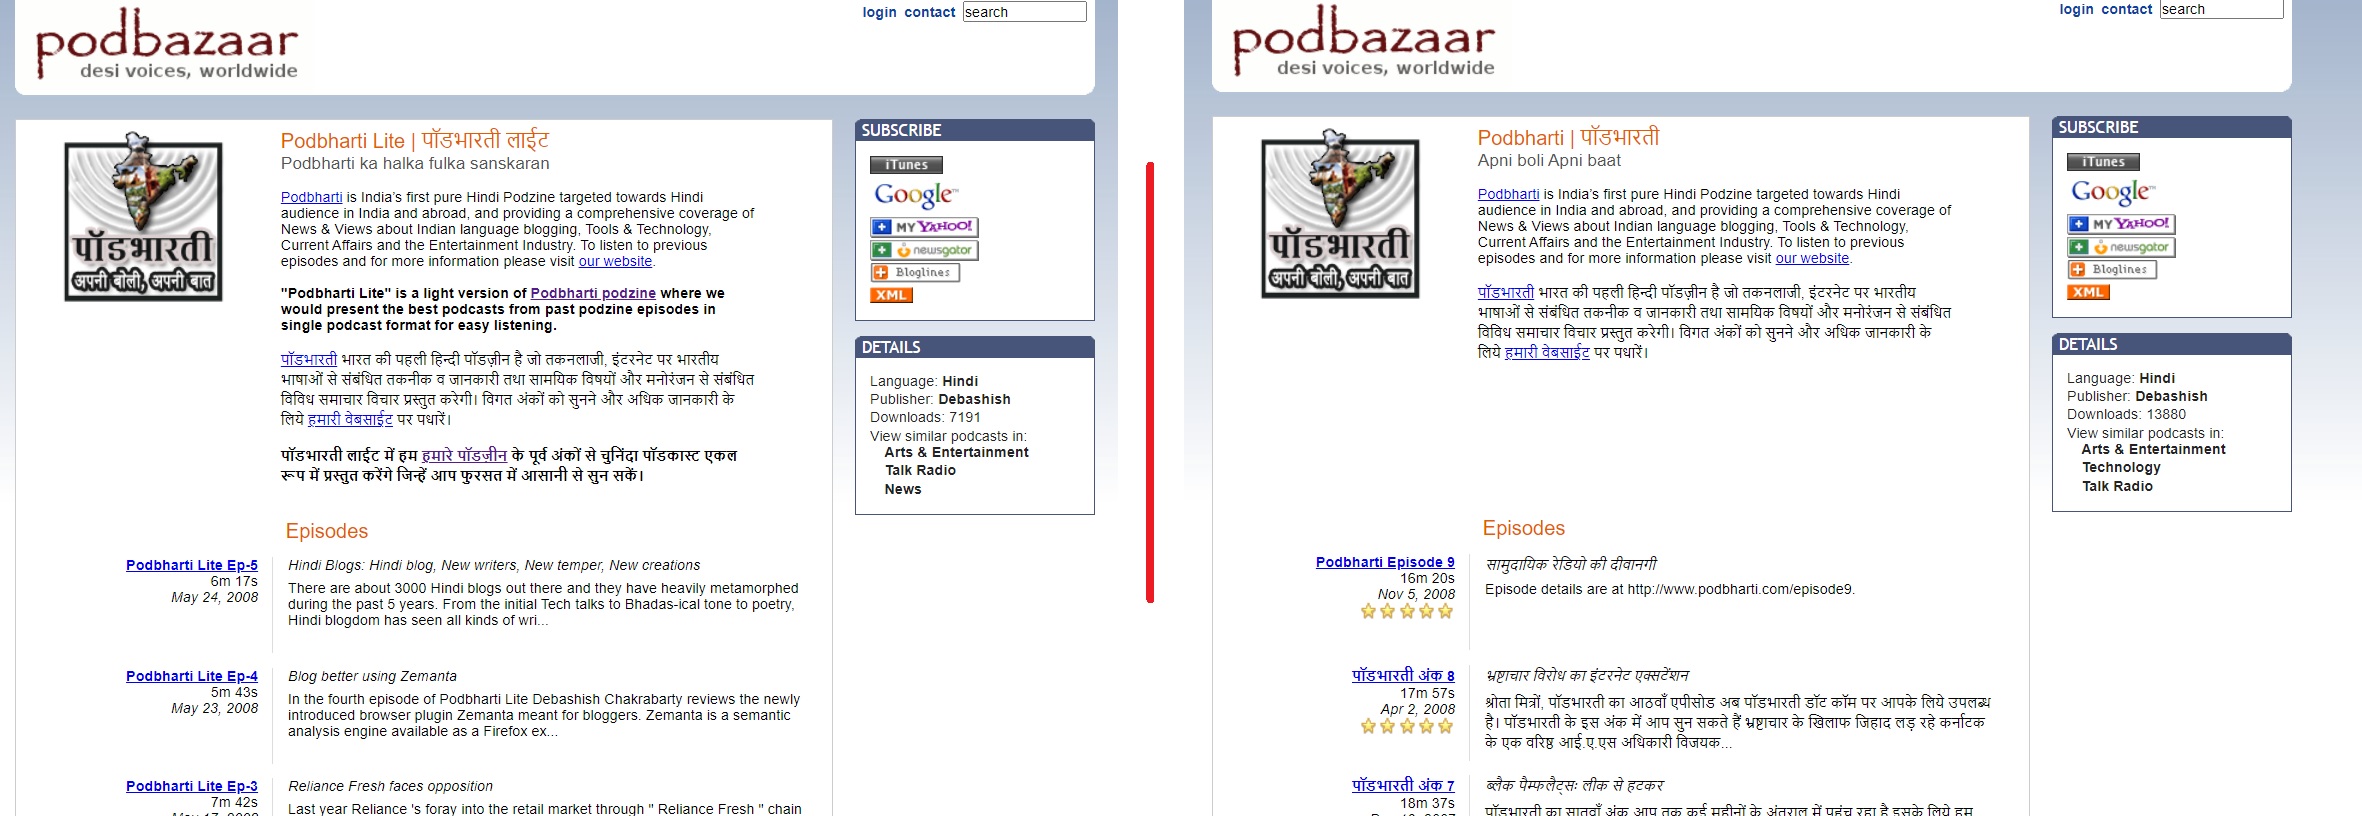 login contact search
podbazaar
desi voices, worldwide
Podbharti Lite | पॉडभारती लाईट
Podbharti ka halka fulka sanskaran
पॉडभारती
अपनी बोली, अपनी बात
Podbharti is India's first pure Hindi Podzine targeted towards Hindi
audience in India and abroad, and providing a comprehensive coverage of
News & Views about Indian language blogging, Tools & Technology,
Current Affairs and the Entertainment Industry. To listen to previous
episodes and for more information please visit our website.
"Podbharti Lite" is a light version of Podbharti podzine where we
would present the best podcasts from past podzine episodes in
single podcast format for easy listening.
पॉडभारती भारत की पहली हिन्दी पॉडज़ीन है जो तकनलाजी, इंटरनेट पर भारतीय
भाषाओं से संबंधित तकनीक व जानकारी तथा सामयिक विषयों और मनोरंजन से संबंधित
विविध समाचार विचार प्रस्तुत करेगी। विगत अंकों को सुनने और अधिक जानकारी के
लिये हमारी वेबसाईट पर पधारें।
पॉडभारती लाईट में हम हमारे पॉडज़ीन के पूर्व अंकों से चुनिंदा पॉडकास्ट एकल
रूप में प्रस्तुत करेंगे जिन्हें आप फुरसत में आसानी से सुन सकें।
SUBSCRIBE
iTunes
Google™
MY YAHOO!
newsgator
Bloglines
XML
DETAILS
Language: Hindi
Publisher: Debashish
Downloads: 7191
View similar podcasts in:
Arts & Entertainment
Talk Radio
News
Episodes
Podbharti Lite Ep-5
6m 17s
May 24, 2008
Hindi Blogs: Hindi blog, New writers, New temper, New creations
There are about 3000 Hindi blogs out there and they have heavily metamorphed
during the past 5 years. From the initial Tech talks to Bhadas-ical tone to poetry,
Hindi blogdom has seen all kinds of wri...
Podbharti Lite Ep-4
5m 43s
May 23, 2008
Blog better using Zemanta
In the fourth episode of Podbharti Lite Debashish Chakrabarty reviews the newly
introduced browser plugin Zemanta meant for bloggers. Zemanta is a semantic
analysis engine available as a Firefox ex...
Podbharti Lite Ep-3
7m 42s
Reliance Fresh faces opposition
Last year Reliance 's foray into the retail market through " Reliance Fresh " chain
login contact search
podbazaar
desi voices, worldwide
Podbharti | पॉडभारती
Apni boli Apni baat
पॉडभारती
अपनी बोली, अपनी बात
Podbharti is India's first pure Hindi Podzine targeted towards Hindi
audience in India and abroad, and providing a comprehensive coverage of
News & Views about Indian language blogging, Tools & Technology,
Current Affairs and the Entertainment Industry. To listen to previous
episodes and for more information please visit our website.
पॉडभारती भारत की पहली हिन्दी पॉडज़ीन है जो तकनलाजी, इंटरनेट पर भारतीय
भाषाओं से संबंधित तकनीक व जानकारी तथा सामयिक विषयों और मनोरंजन से संबंधित
विविध समाचार विचार प्रस्तुत करेगी। विगत अंकों को सुनने और अधिक जानकारी के
लिये हमारी वेबसाईट पर पधारें।
SUBSCRIBE
iTunes
Google™
MY YAHOO!
newsgator
Bloglines
XML
DETAILS
Language: Hindi
Publisher: Debashish
Downloads: 13880
View similar podcasts in:
Arts & Entertainment
Technology
Talk Radio
Episodes
Podbharti Episode 9
16m 20s
Nov 5, 2008
सामुदायिक रेडियो की दीवानगी
Episode details are at http://www.podbharti.com/episode9.
पॉडभारती अंक 8
17m 57s
Apr 2, 2008
भ्रष्टाचार विरोध का इंटरनेट एक्सटेंशन
श्रोता मित्रों, पॉडभारती का आठवाँ एपीसोड अब पॉडभारती डॉट कॉम पर आपके लिये उपलब्ध
है। पॉडभारती के इस अंक में आप सुन सकते हैं भ्रष्टाचार के खिलाफ जिहाद लड़ रहे कर्नाटक
के एक वरिष्ठ आई.ए.एस अधिकारी विजयक...
पॉडभारती अंक 7
18m 37s
ब्लैक पैम्फलैट्सः लीक से हटकर
पॉडभारती का सातवाँ अंक आप तक कई महीनों के अंतराल में पहुंच रहा है इसके लिये हम